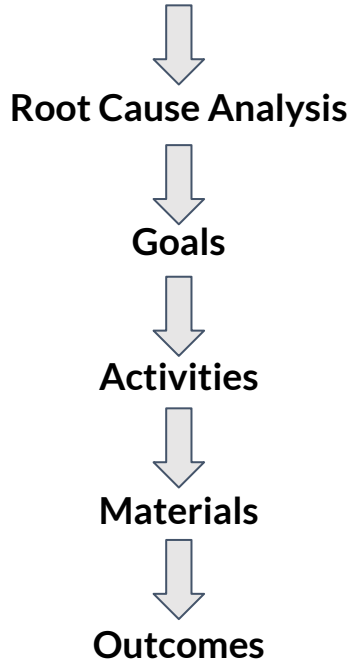 Root Cause Analysis
Goals
Activities
Materials
Outcomes